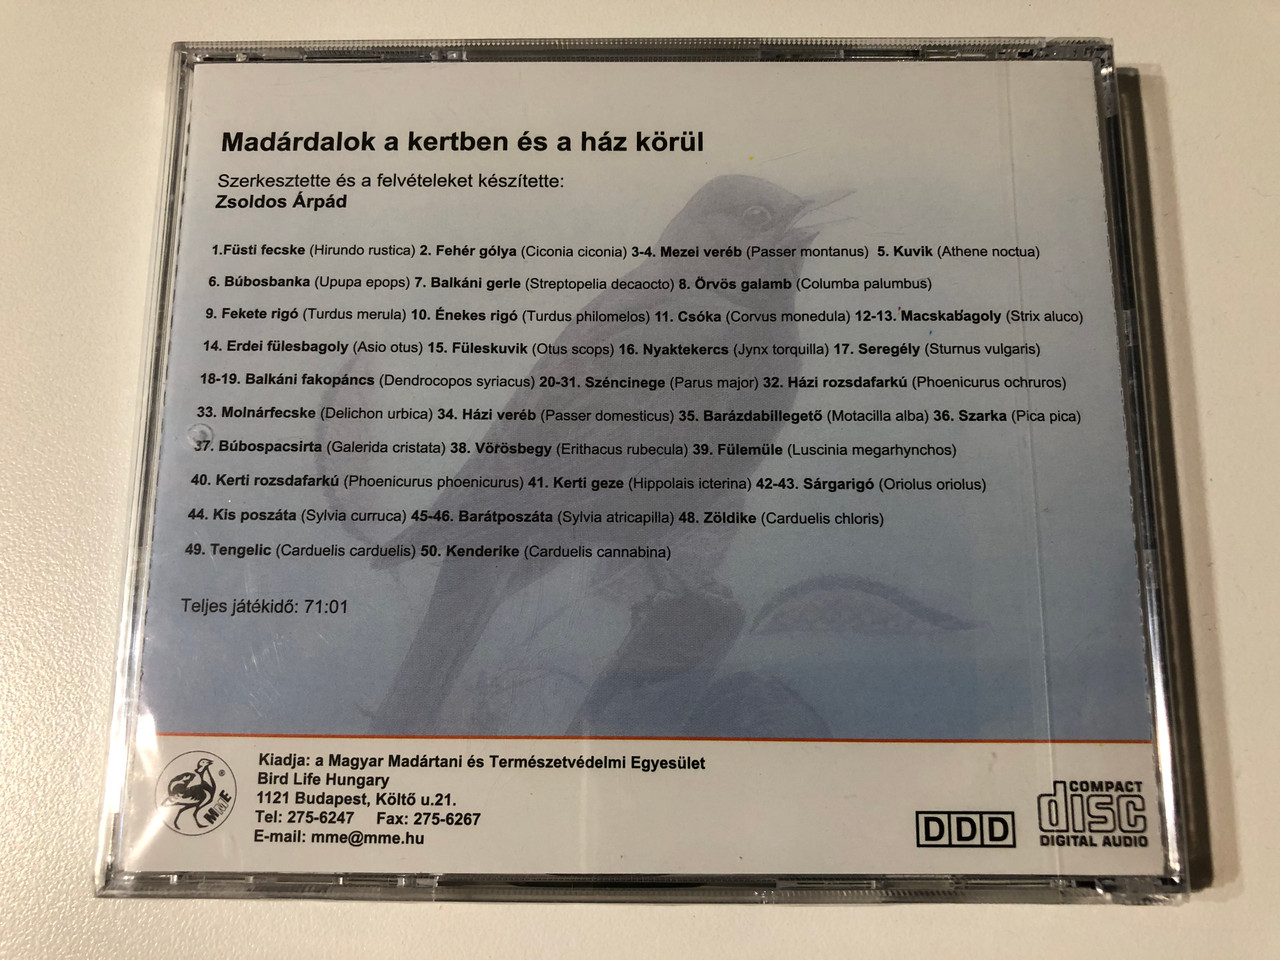 Madárdalok a kertben és a ház körül
Szerkesztette és a felvételeket készítette:
Zsoldos Árpád
1.Füsti fecske (Hirundo rustica) 2. Fehér gólya (Ciconia ciconia) 3-4. Mezei veréb (Passer montanus) 5. Kuvik (Athene noctua)
6. Búbosbanka (Upupa epops) 7. Balkáni gerle (Streptopelia decaocto) 8. Örvös galamb (Columba palumbus)
9. Fekete rigó (Turdus merula) 10. Énekes rigó (Turdus philomelos) 11. Csóka (Corvus monedula) 12-13. Macskabagoly (Strix aluco)
14. Erdei fülesbagoly (Asio otus) 15. Füleskuvik (Otus scops) 16. Nyaktekercs (Jynx torquilla) 17. Seregély (Sturnus vulgaris)
18-19. Balkáni fakopáncs (Dendrocopos syriacus) 20-31. Széncinege (Parus major) 32. Házi rozsdafarkú (Phoenicurus ochruros)
33. Molnárfecske (Delichon urbica) 34. Házi veréb (Passer domesticus) 35. Barázdabillegető (Motacilla alba) 36. Szarka (Pica pica)
37. Búbospacsirta (Galerida cristata) 38. Vörösbegy (Erithacus rubecula) 39. Fülemüle (Luscinia megarhynchos)
40. Kerti rozsdafarkú (Phoenicurus phoenicurus) 41. Kerti geze (Hippolais icterina) 42-43. Sárgarigó (Oriolus oriolus)
44. Kis poszáta (Sylvia curruca) 45-46. Barátposzáta (Sylvia atricapilla) 48. Zöldike (Carduelis chloris)
49. Tengelic (Carduelis carduelis) 50. Kenderike (Carduelis cannabina)
Teljes játékidő: 71:01
Kiadja: a Magyar Madártani és Természetvédelmi Egyesület
Bird Life Hungary
1121 Budapest, Költő u.21.
Tel: 275-6247 Fax: 275-6267
E-mail: mme@mme.hu
MME
®
DDD
COMPACT
disc
DIGITAL AUDIO